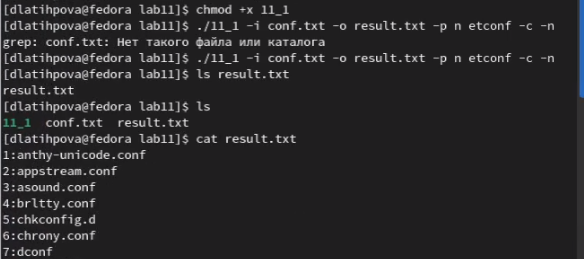 [dlatihpova@fedora lab11]$ chmod +x 11_1
[dlatihpova@fedora lab11]$ ./11_1 -i conf.txt -o result.txt -p n etconf -c -n
grep: conf.txt: Нет такого файла или каталога
[dlatihpova@fedora lab11]$ ./11_1 -i conf.txt -o result.txt -p n etconf -c -n
[dlatihpova@fedora lab11]$ ls result.txt
result.txt
[dlatihpova@fedora lab11]$ ls
11_1  conf.txt  result.txt
[dlatihpova@fedora lab11]$ cat result.txt
1:anthy-unicode.conf
2:appstream.conf
3:asound.conf
4:brltty.conf
5:chkconfig.d
6:chrony.conf
7:dconf